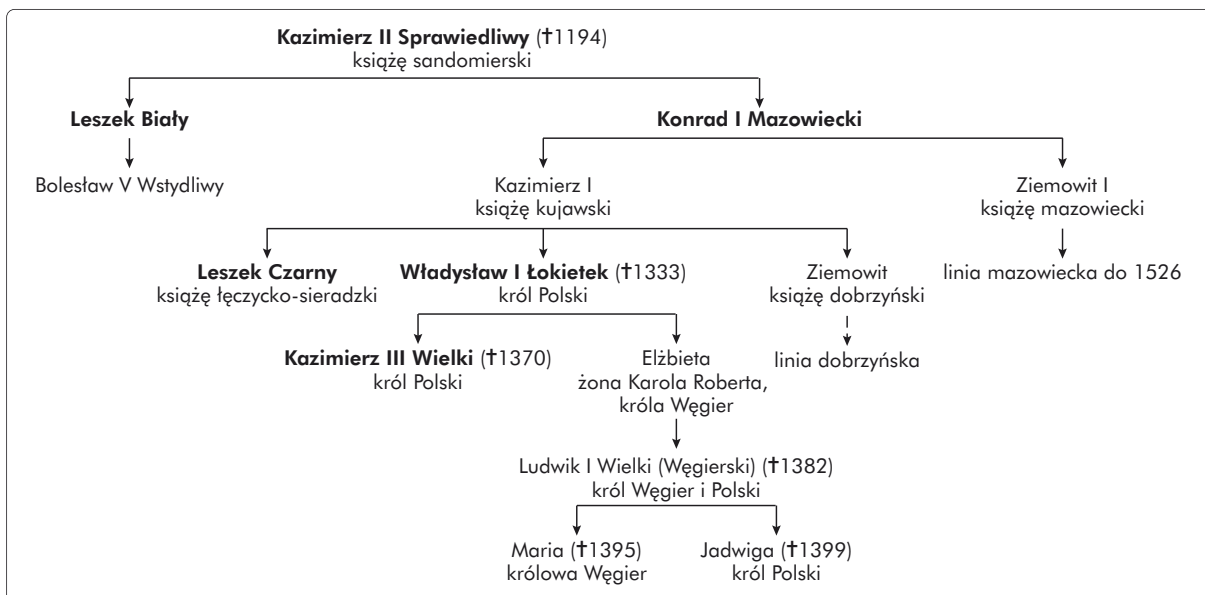 Kazimierz II Sprawiedliwy (✝1194)
książę sandomierski
Leszek Biały
Konrad I Mazowiecki
Bolesław V Wstydliwy
Kazimierz I
książę kujawski
Ziemowit I
książę mazowiecki
Leszek Czarny
książę łęczycko-sieradzki
Władysław I Łokietek (✝1333)
król Polski
Ziemowit
książę dobrzyński
linia mazowiecka do 1526
Kazimierz III Wielki (✝1370)
król Polski
Elżbieta
żona Karola Roberta,
króla Węgier
linia dobrzyńska
Ludwik I Wielki (Węgierski) (✝1382)
król Węgier i Polski
Maria (✝1395)
królowa Węgier
Jadwiga (✝1399)
król Polski